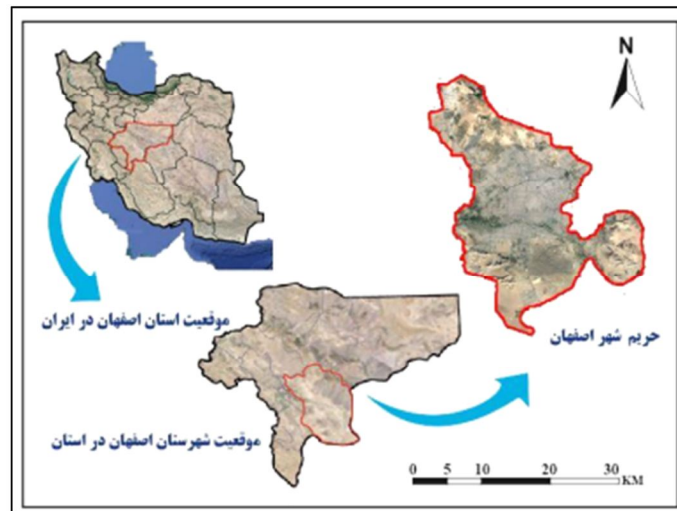 N
موقعیت استان اصفهان در ایران
حریم شهر اصفهان
موقعیت شهرستان اصفهان در استان
0 5 10 20 30
KM